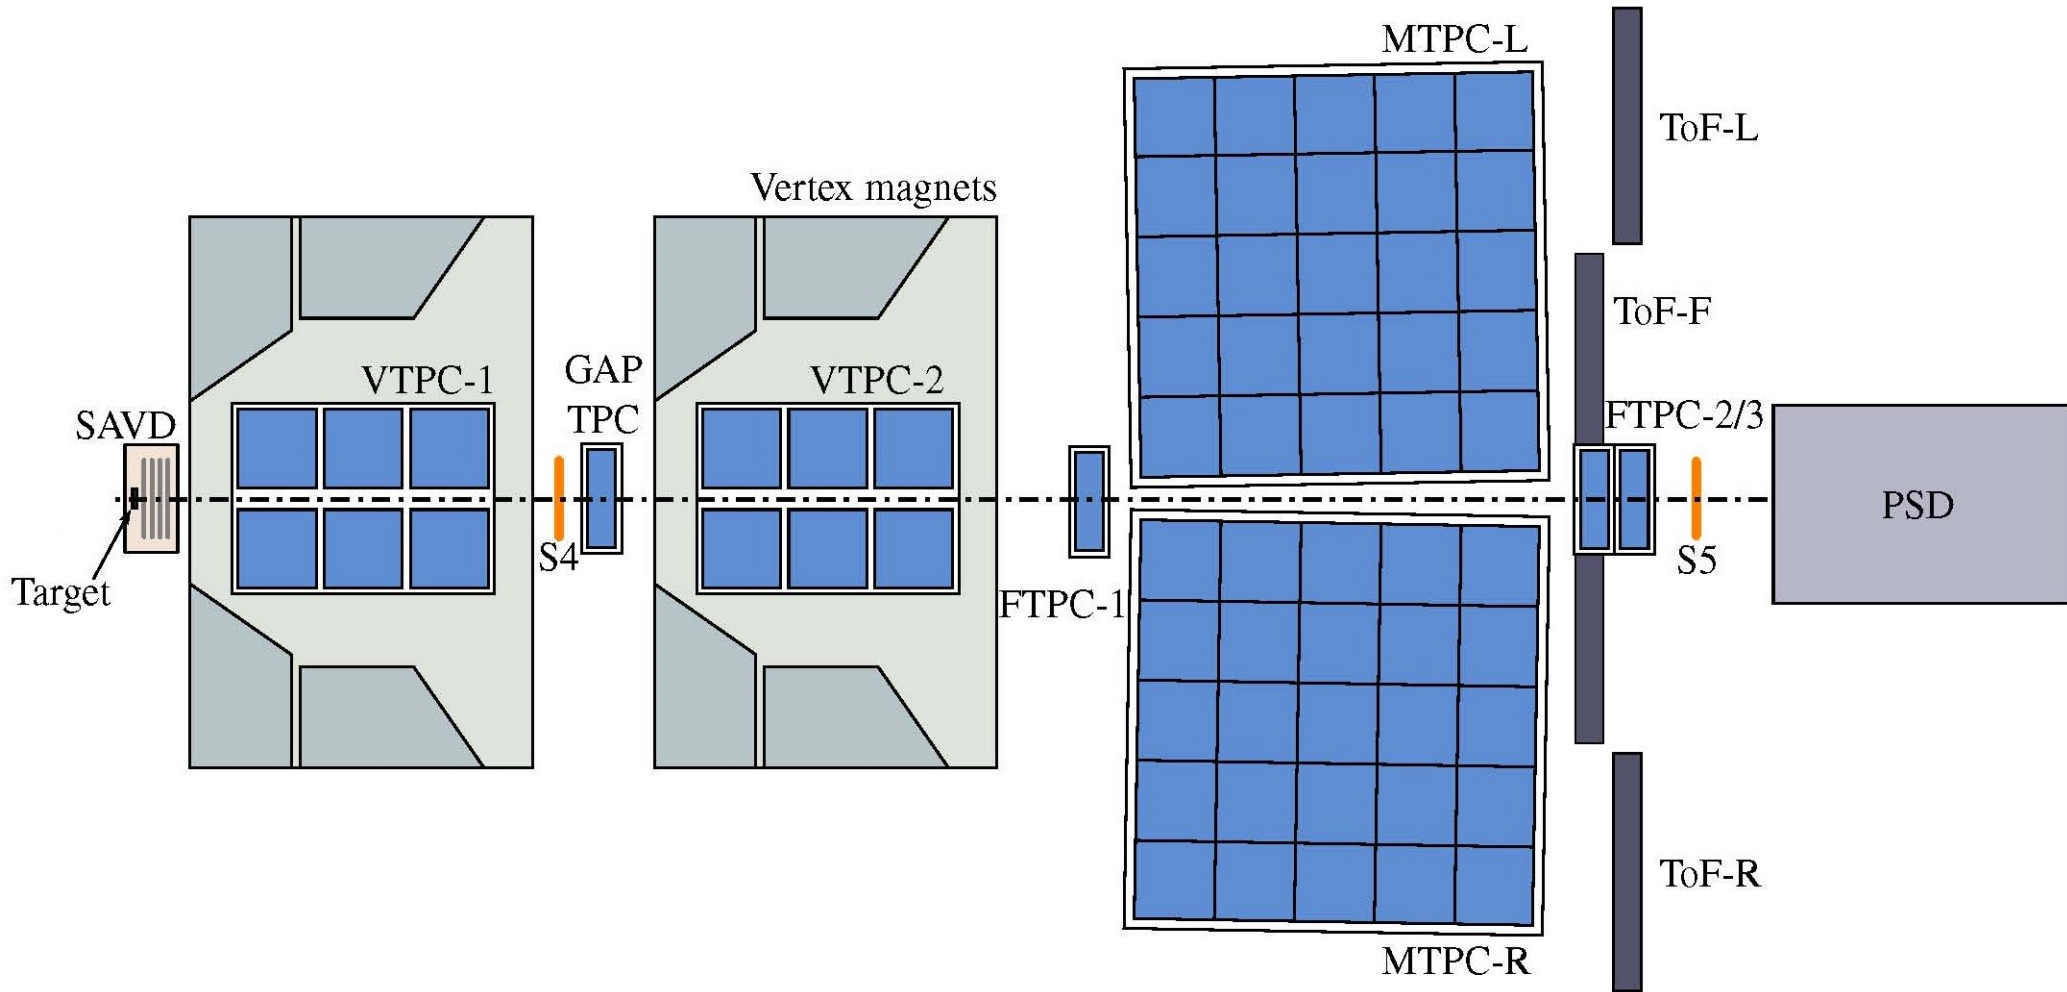 MTPC-L
ToF-L
Vertex magnets
ToF-F
GAP
TPC
VTPC-1
VTPC-2
SAVD
FTPC-2/3
PSD
S4
S5
Target
FTPC-1
ToF-R
MTPC-R